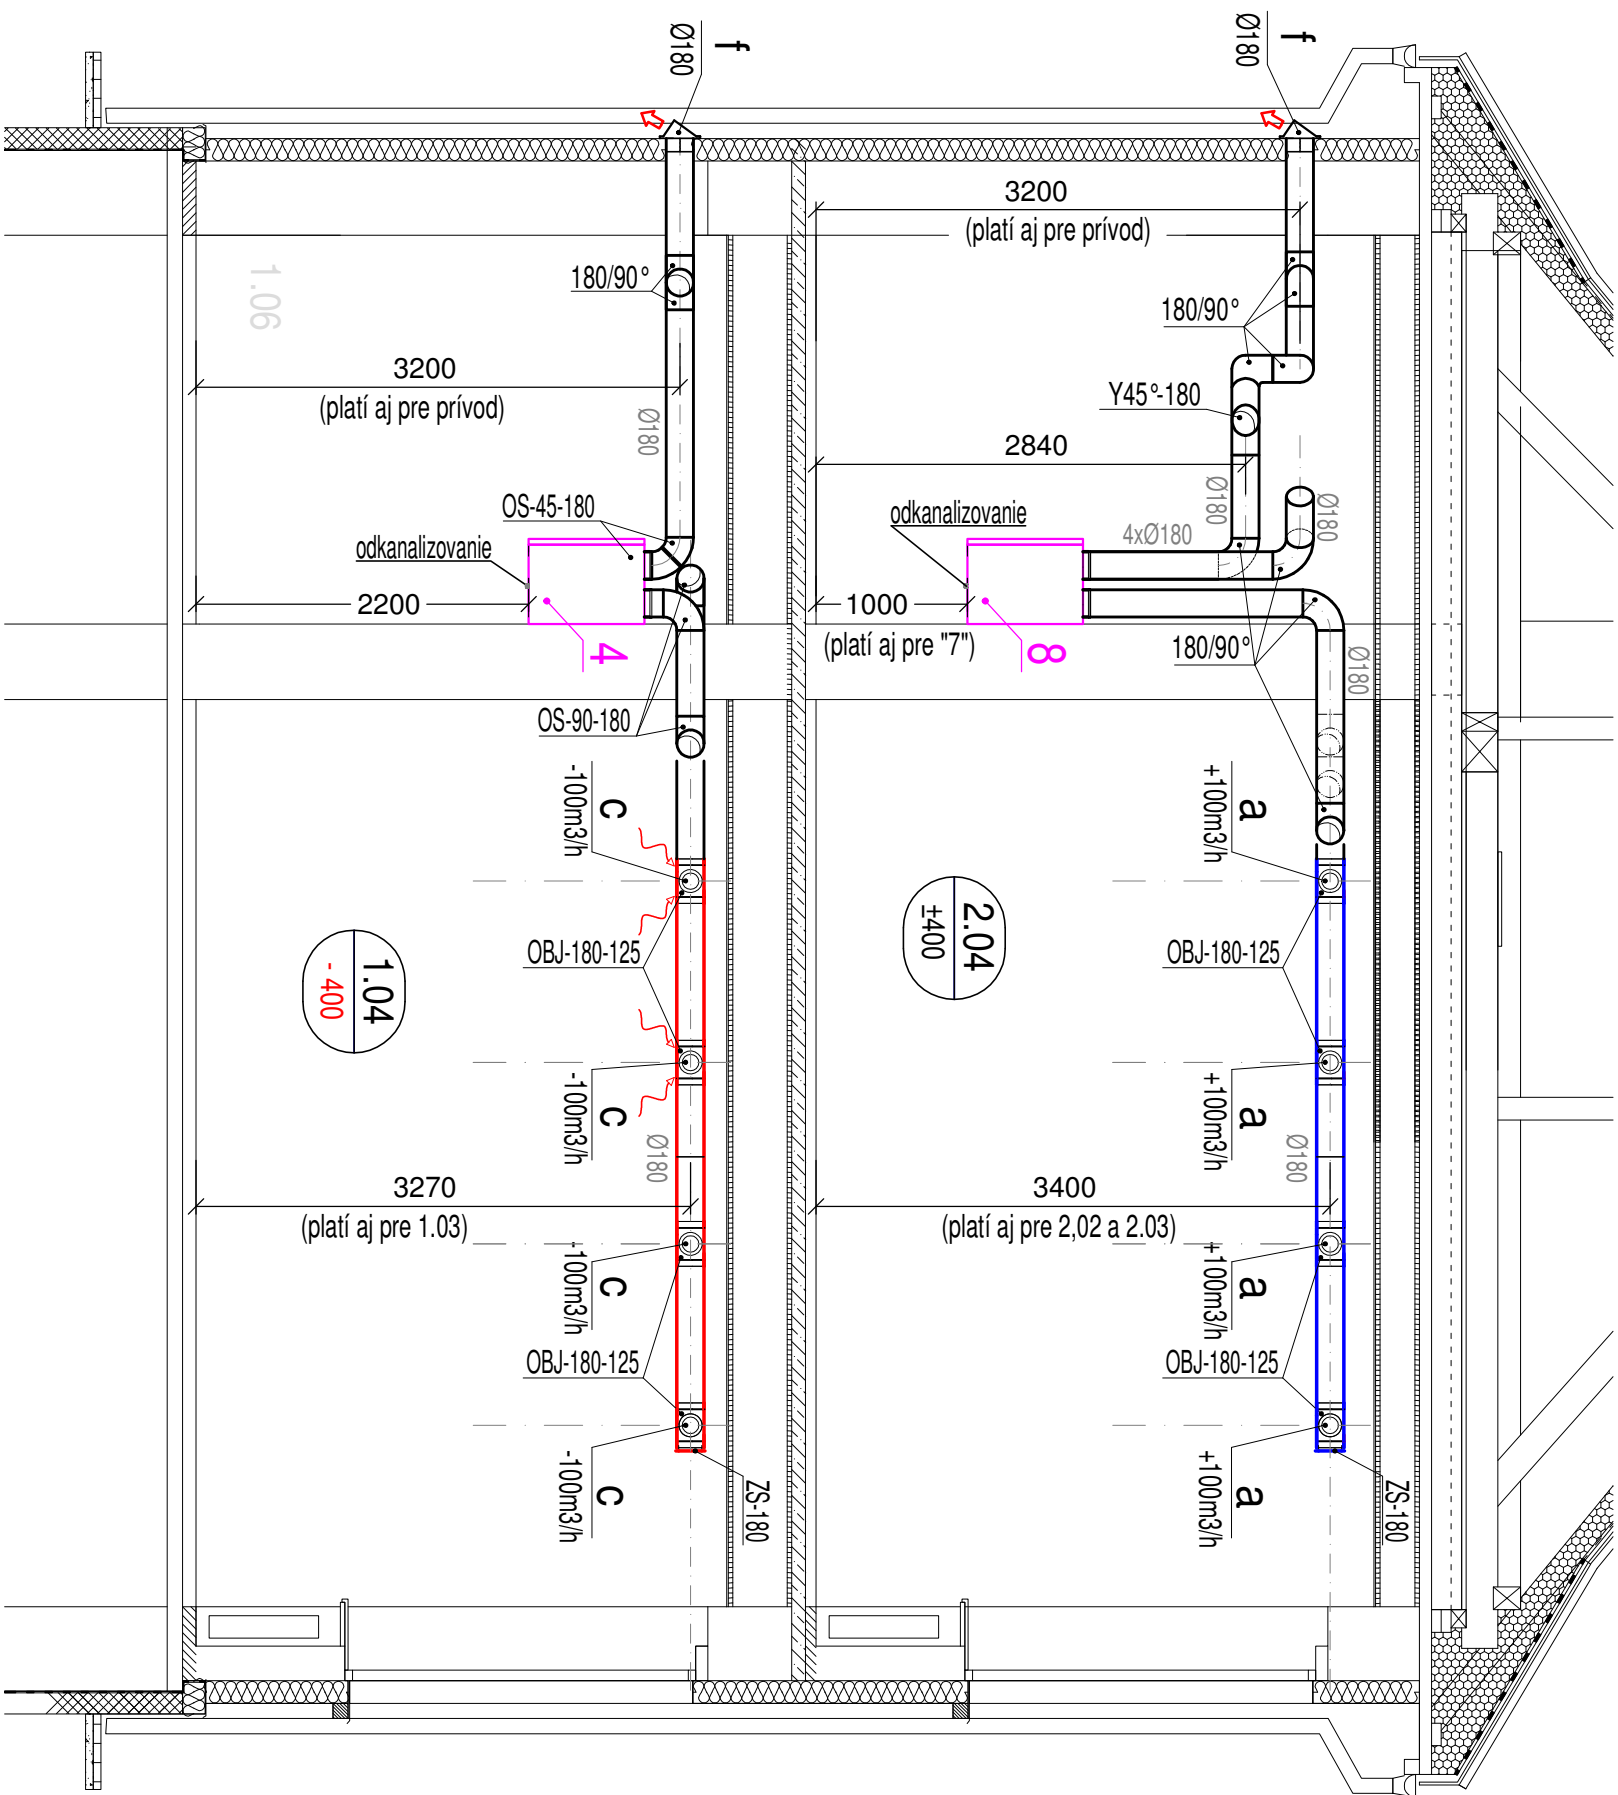 f
Ø180
f
Ø180
3200
(platí aj pre prívod)
180/90°
180/90°
1.06
3200
(platí aj pre prívod)
Ø180
Y45°-180
2840
Ø180
Ø180
4xØ180
OS-45-180
odkanalizovanie
odkanalizovanie
2200
1000
(platí aj pre "7")
4
8
180/90°
Ø180
OS-90-180
c
-100m3/h
a
+100m3/h
OBJ-180-125
OBJ-180-125
1.04
- 400
2.04
±400
c
-100m3/h
a
+100m3/h
Ø180
Ø180
3270
(platí aj pre 1.03)
3400
(platí aj pre 2,02 a 2.03)
c
-100m3/h
a
+100m3/h
OBJ-180-125
OBJ-180-125
c
-100m3/h
a
+100m3/h
ZS-180
ZS-180